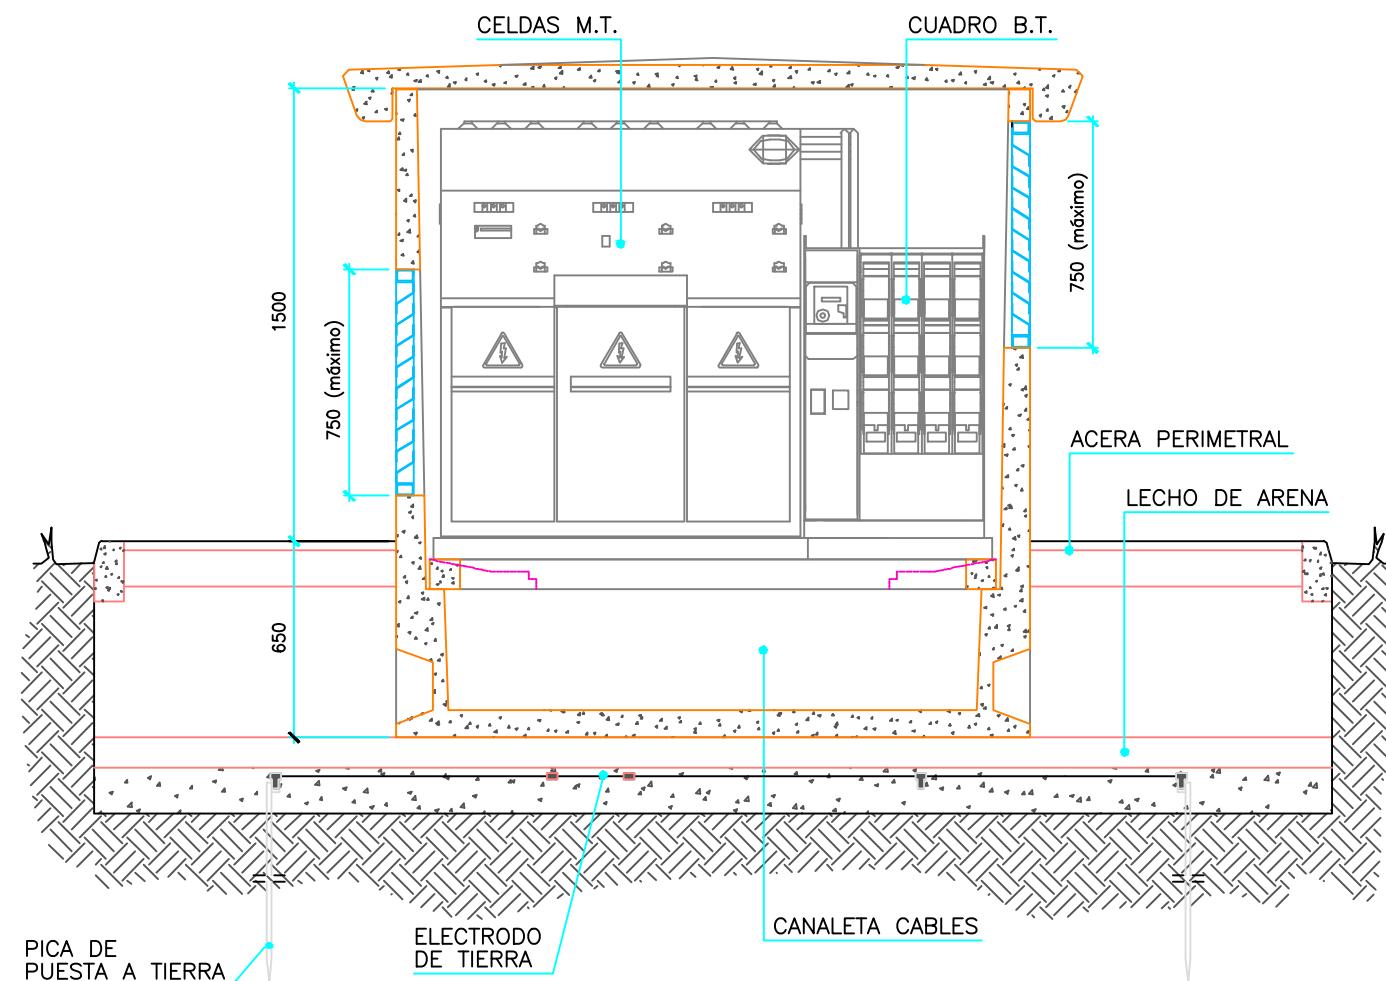 CELDAS M.T.
CUADRO B.T.
750 (máximo)
1500
750 (máximo)
ACERA PERIMETRAL
LECHO DE ARENA
650
CANALETA CABLES
ELECTRODO
DE TIERRA
PICA DE
PUESTA A TIERRA